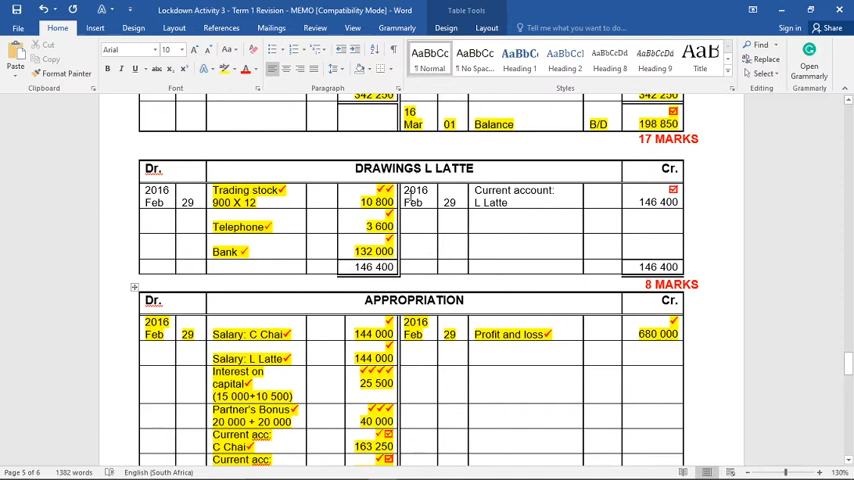 Lockdown Activity 3 - Term 1 Revision - MEMO [Compatibility Mode] - Word
Table Tools
Sign in
Share
File Home Insert Draw Design Layout References Mailings Review View Grammarly Design Layout Tell me what you want to do
Cut
Copy
Format Painter
Paste
Clipboard
Arial 10
Font
Paragraph
AaBbCc AaBbCc AaBbCc AaBbCc AaBbCcDd AaBbCc AaB
¶ Normal ¶ No Spac... Heading 1 Heading 2 Heading 8 Heading ... Title
Styles
Find
Replace
Select
Editing
Open Grammarly
Grammarly
342 250 342 250
16
Mar 01 Balance B/D 198 850
17 MARKS
Dr. DRAWINGS L LATTE Cr.
2016 Trading stock✓ ✓✓ 2016 Current account:
Feb 29 900 X 12 10 800 Feb 29 L Latte 146 400
Telephone✓ 3 600
Bank ✓ 132 000
146 400 146 400
8 MARKS
Dr. APPROPRIATION Cr.
2016 2016
Feb 29 Salary: C Chai✓ 144 000 Feb 29 Profit and loss✓ 680 000
Salary: L Latte✓ 144 000
Interest on
capital✓ 25 500
(15 000+10 500)
Partner's Bonus✓
20 000 + 20 000 40 000
Current acc:
C Chai✓ 163 250
Current acc:
Page 5 of 6 1382 words English (South Africa) 100%